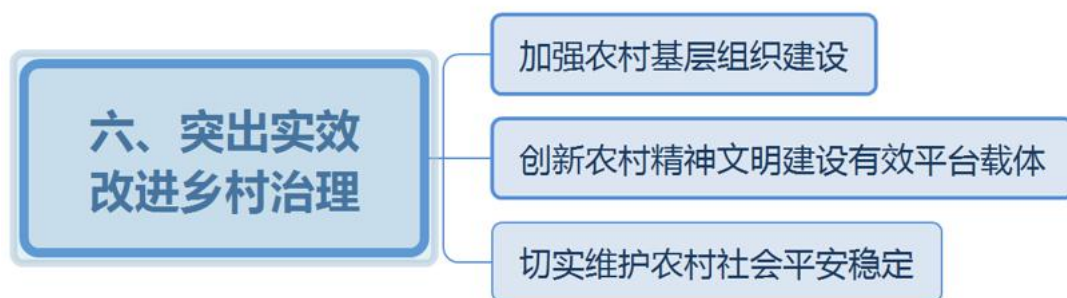 六、突出实效
改进乡村治理
加强农村基层组织建设
创新农村精神文明建设有效平台载体
切实维护农村社会平安稳定